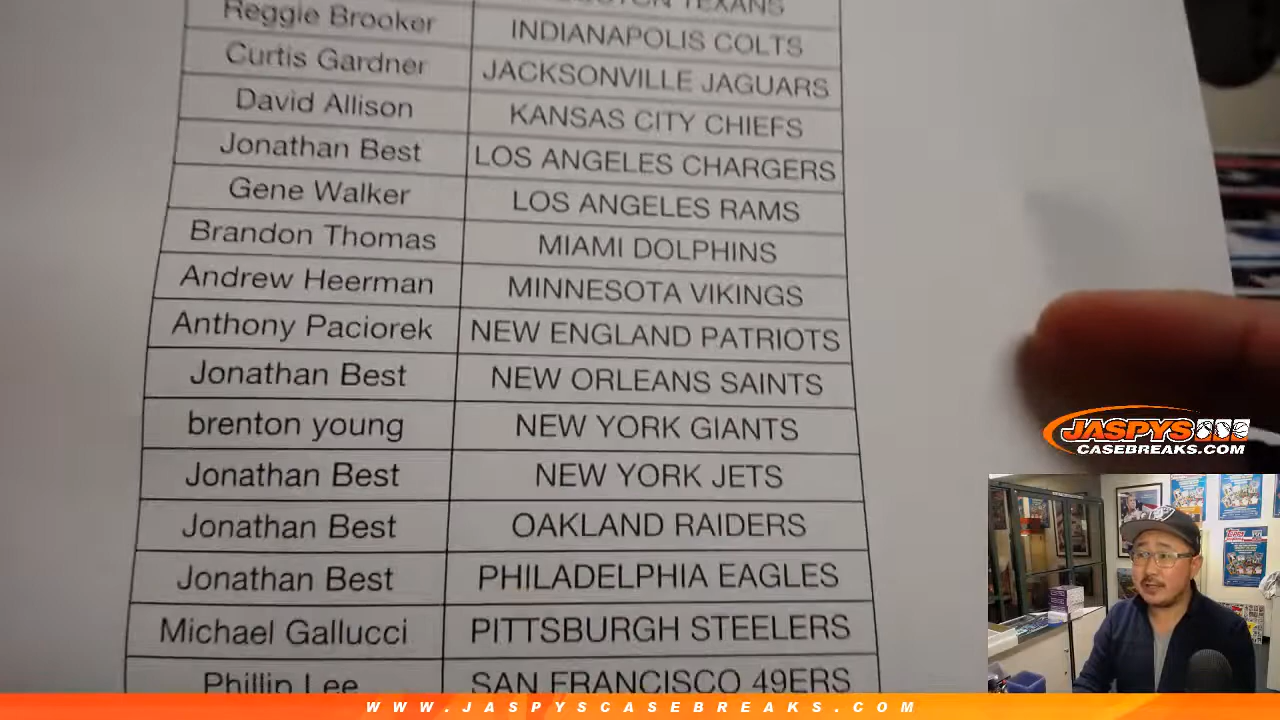 TEXANS
Reggie Brooker INDIANAPOLIS COLTS
Curtis Gardner JACKSONVILLE JAGUARS
David Allison KANSAS CITY CHIEFS
Jonathan Best LOS ANGELES CHARGERS
Gene Walker LOS ANGELES RAMS
Brandon Thomas MIAMI DOLPHINS
Andrew Heerman MINNESOTA VIKINGS
Anthony Paciorek NEW ENGLAND PATRIOTS
Jonathan Best NEW ORLEANS SAINTS
brenton young NEW YORK GIANTS
Jonathan Best NEW YORK JETS
Jonathan Best OAKLAND RAIDERS
Jonathan Best PHILADELPHIA EAGLES
Michael Gallucci PITTSBURGH STEELERS
Phillip Lee SAN FRANCISCO 49ERS
JASPYS
CASEBREAKS.COM
WWW.JASPYSCASEBREAKS.COM